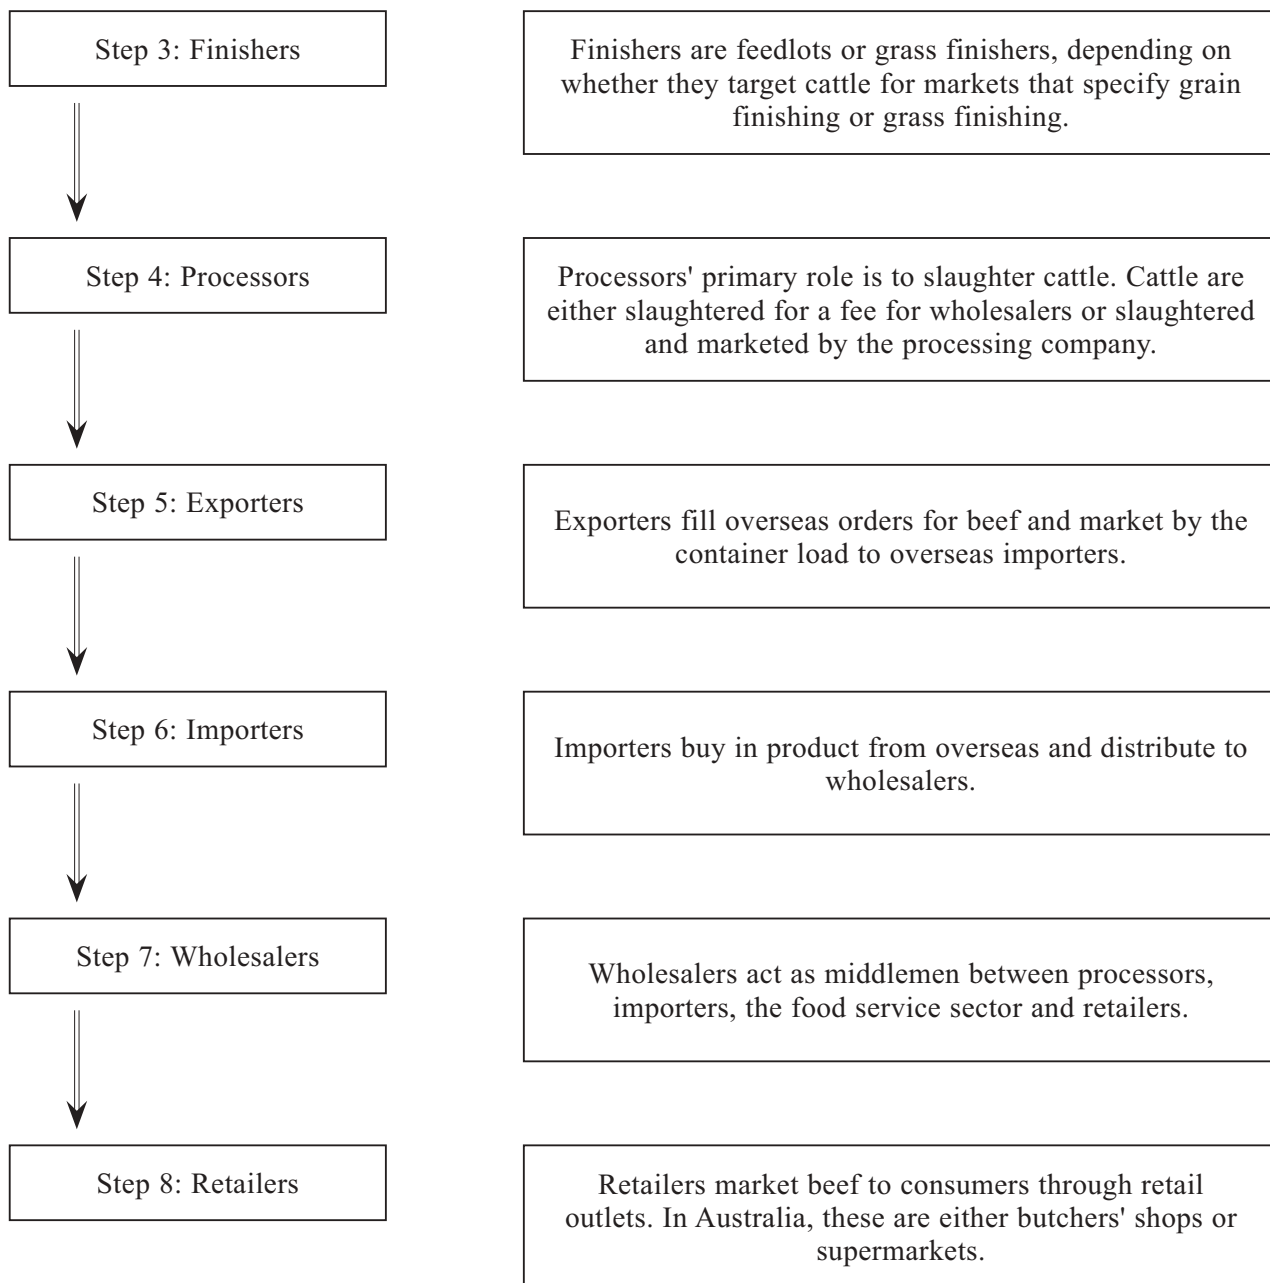 Step 3: Finishers
Finishers are feedlots or grass finishers, depending on
whether they target cattle for markets that specify grain
finishing or grass finishing.
Step 4: Processors
Processors' primary role is to slaughter cattle. Cattle are
either slaughtered for a fee for wholesalers or slaughtered
and marketed by the processing company.
Step 5: Exporters
Exporters fill overseas orders for beef and market by the
container load to overseas importers.
Step 6: Importers
Importers buy in product from overseas and distribute to
wholesalers.
Step 7: Wholesalers
Wholesalers act as middlemen between processors,
importers, the food service sector and retailers.
Step 8: Retailers
Retailers market beef to consumers through retail
outlets. In Australia, these are either butchers' shops or
supermarkets.